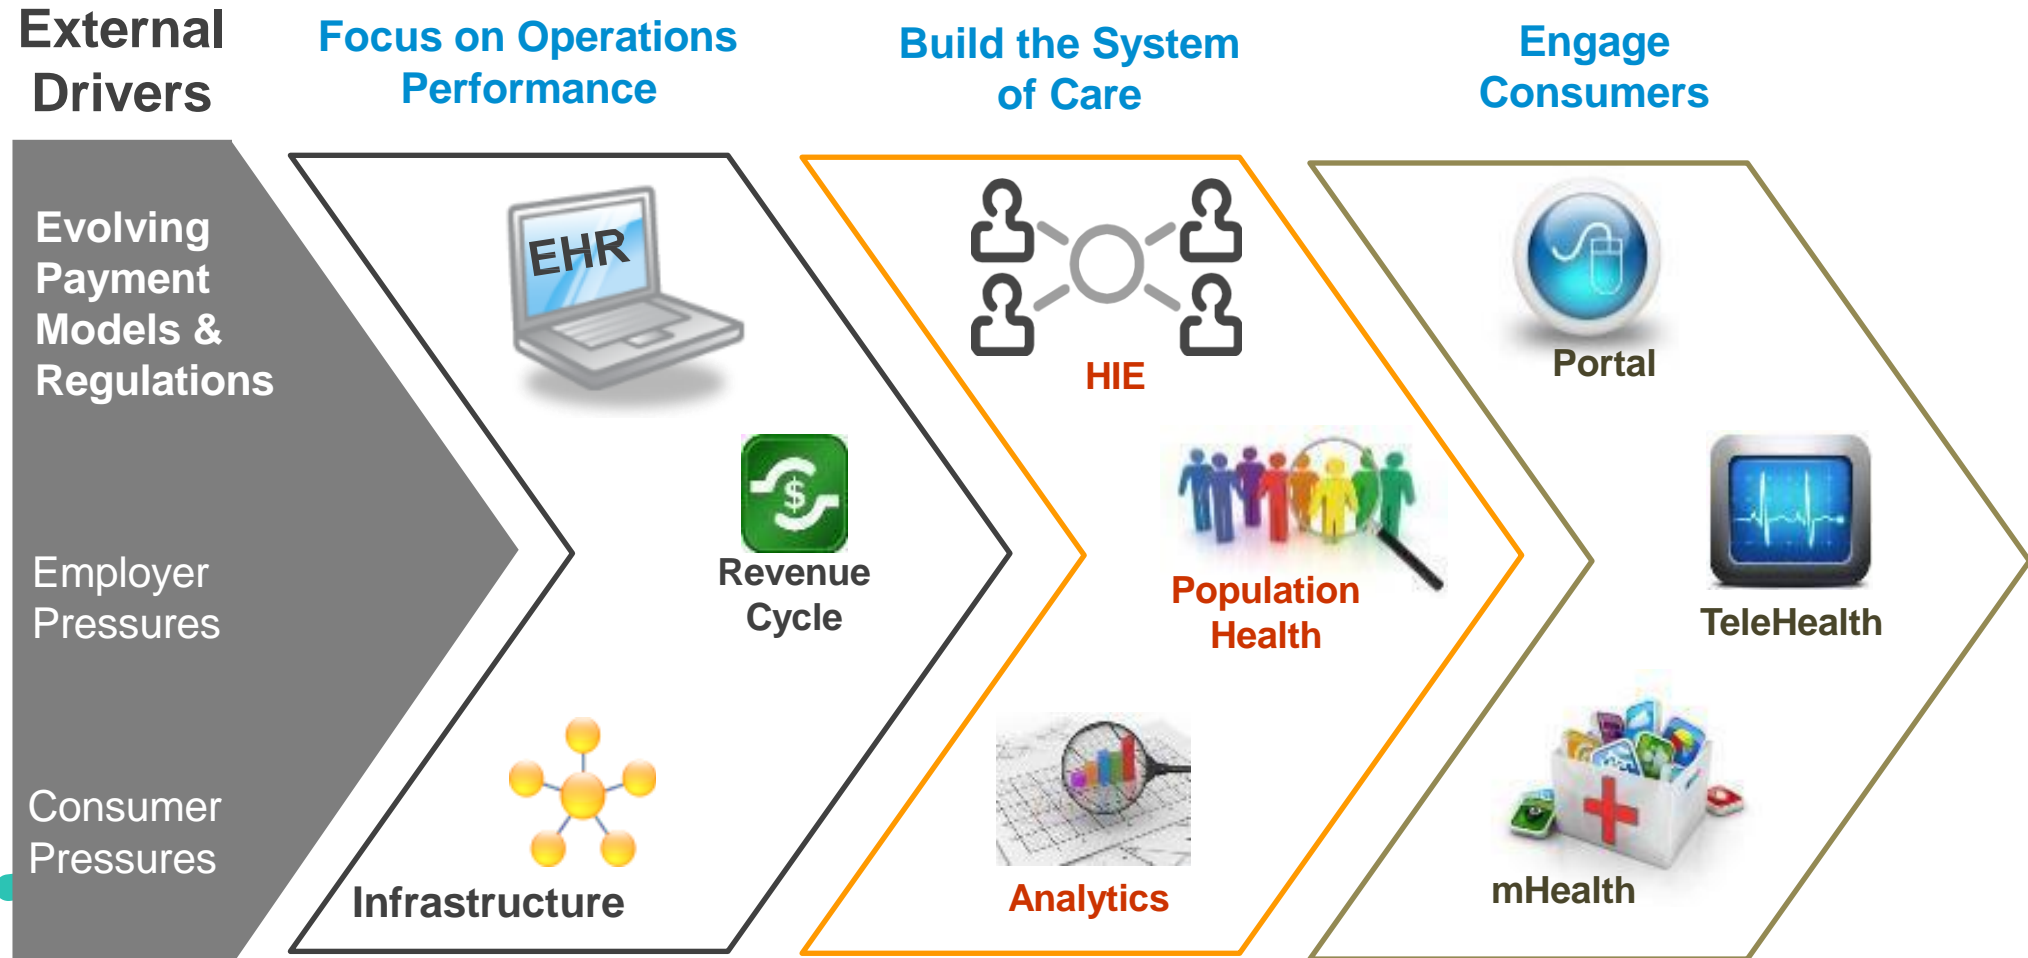 External
Drivers
Focus on Operations
Performance
Build the System
of Care
Engage
Consumers
Evolving
Payment
Models &
Regulations
Employer
Pressures
Consumer
Pressures
EHR
$
Revenue
Cycle
Infrastructure
HIE
Population
Health
Analytics
Portal
TeleHealth
mHealth